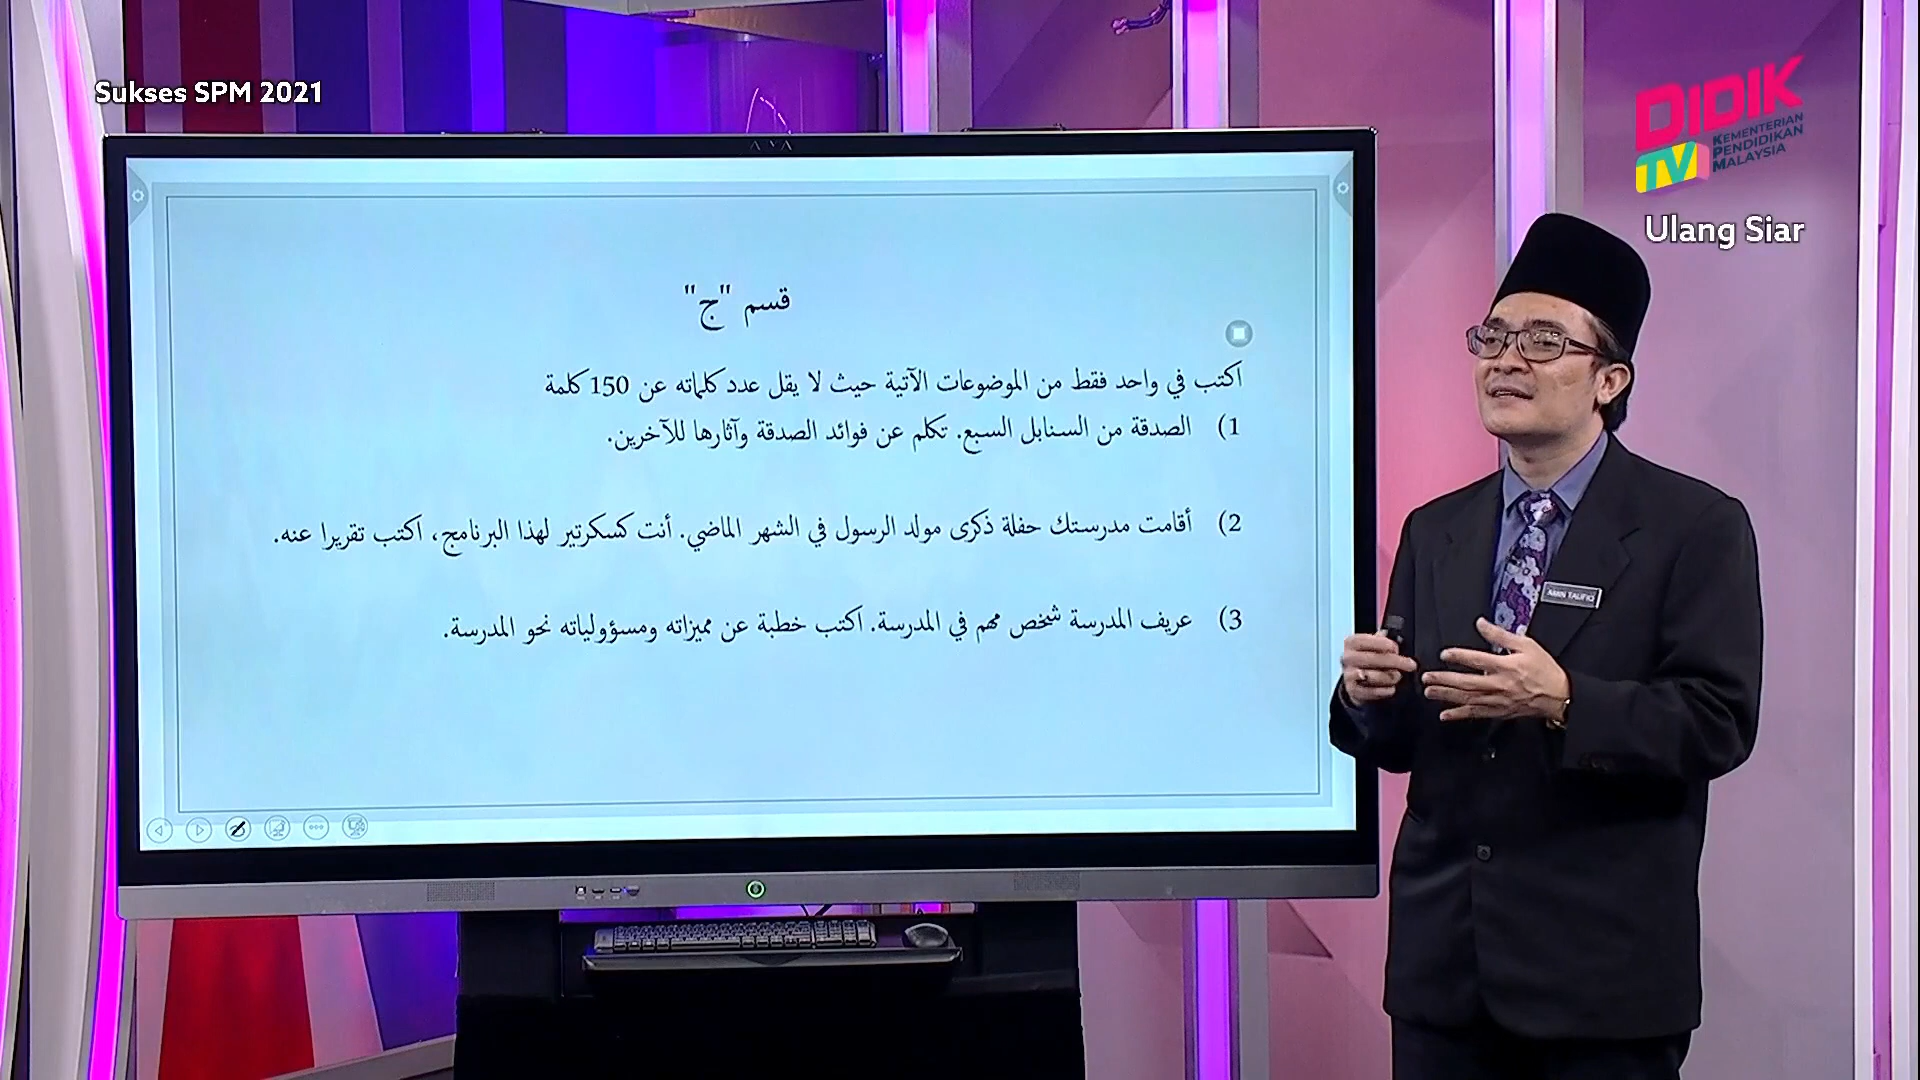 Sukses SPM 2021
DIDIK
TV
KEMENTERIAN
PENDIDIKAN
MALAYSIA
Ulang Siar
قسم "ج"
اكتب في واحد فقط من الموضوعات الآتية حيث لا يقل عدد كلماته عن 150 كلمة
1) الصدقة من السنابل السبع. تكلم عن فوائد الصدقة وآثارها للآخرين.
2) أقامت مدرستك حفلة ذكرى مولد الرسول في الشهر الماضي. أنت كسكرتير لهذا البرنامج، اكتب تقريرا عنه.
3) عريف المدرسة شخص مهم في المدرسة. اكتب خطبة عن مميزاته ومسؤولياته نحو المدرسة.
AMIN TAUFIQ